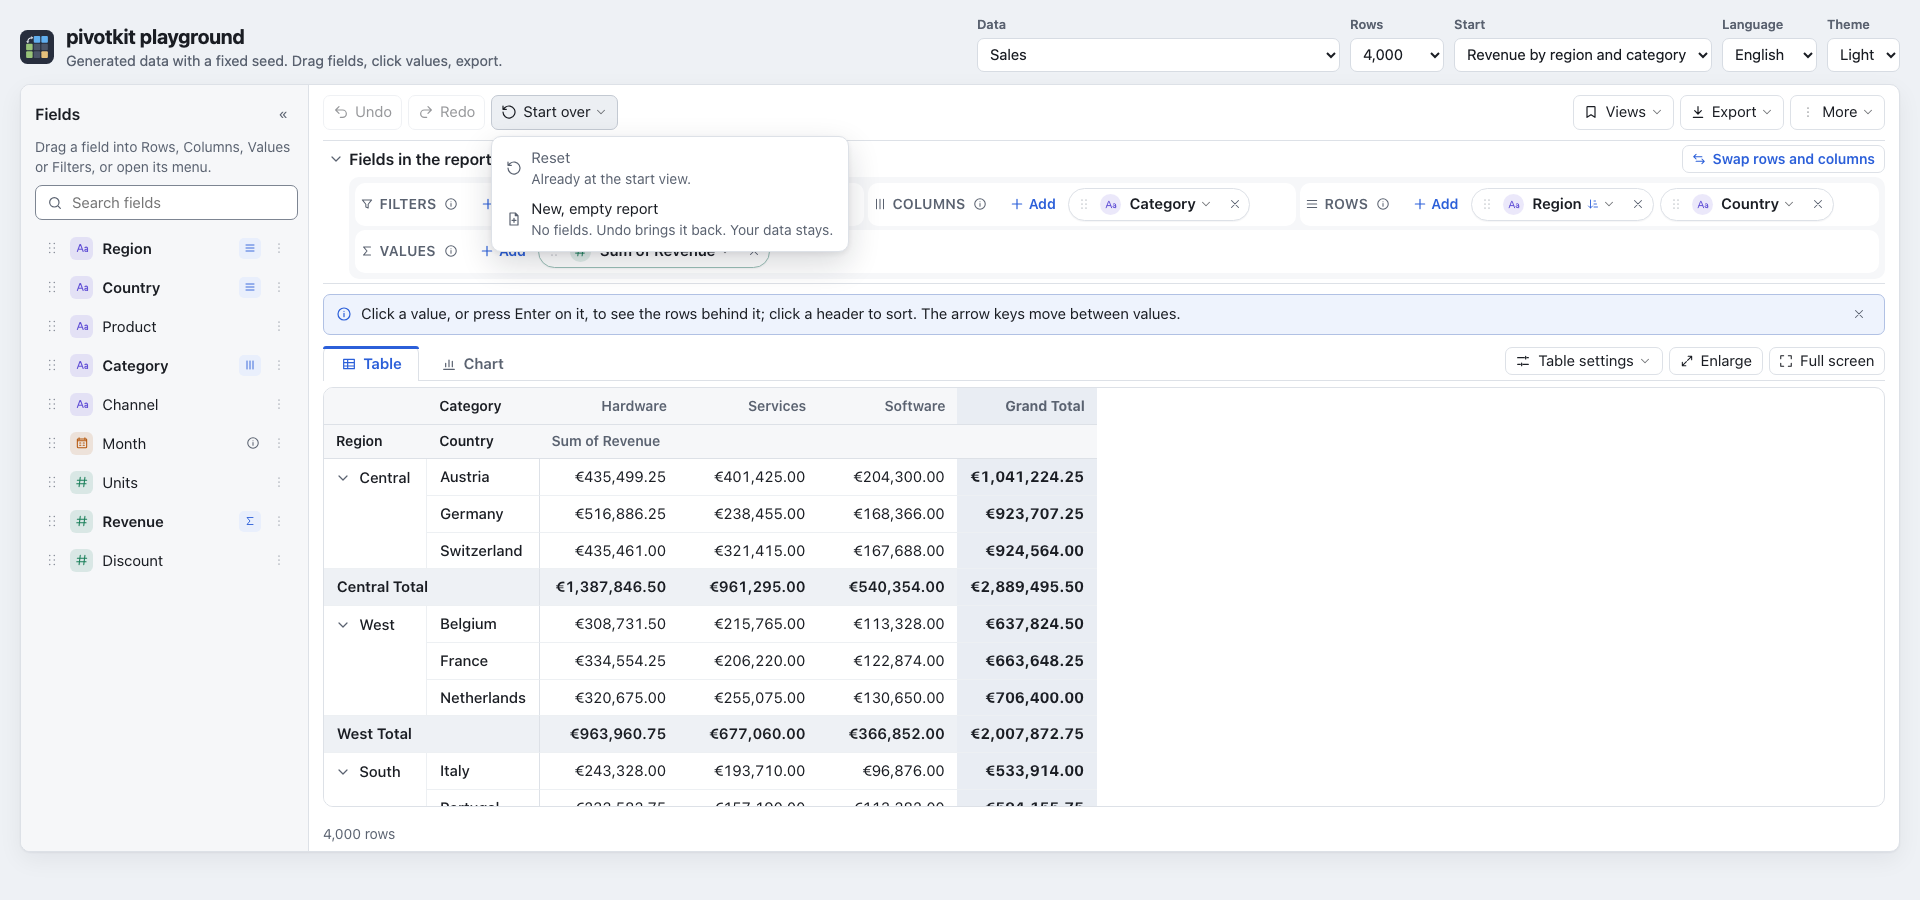 pivotkit playground
Generated data with a fixed seed. Drag fields, click values, export.
Data
Sales
Rows
4,000
Start
Revenue by region and category
Language
English
Theme
Light
Fields
«
Drag a field into Rows, Columns, Values
or Filters, or open its menu.
Search fields
Aa Region
Aa Country
Aa Product
Aa Category
Aa Channel
Month
# Units
# Revenue Σ
# Discount
Undo
Redo
Start over
Views
Export
More
Reset
Already at the start view.
New, empty report
No fields. Undo brings it back. Your data stays.
Fields in the report
Swap rows and columns
FILTERS
COLUMNS
+ Add
Aa Category
ROWS
+ Add
Aa Region
Aa Country
Σ VALUES
+ Add
# Sum of Revenue
Click a value, or press Enter on it, to see the rows behind it; click a header to sort. The arrow keys move between values.
Table
Chart
Table settings
Enlarge
Full screen
Category Hardware Services Software Grand Total
Region Country Sum of Revenue
Central Austria €435,499.25 €401,425.00 €204,300.00 €1,041,224.25
Germany €516,886.25 €238,455.00 €168,366.00 €923,707.25
Switzerland €435,461.00 €321,415.00 €167,688.00 €924,564.00
Central Total €1,387,846.50 €961,295.00 €540,354.00 €2,889,495.50
West Belgium €308,731.50 €215,765.00 €113,328.00 €637,824.50
France €334,554.25 €206,220.00 €122,874.00 €663,648.25
Netherlands €320,675.00 €255,075.00 €130,650.00 €706,400.00
West Total €963,960.75 €677,060.00 €366,852.00 €2,007,872.75
South Italy €243,328.00 €193,710.00 €96,876.00 €533,914.00
Portugal
4,000 rows